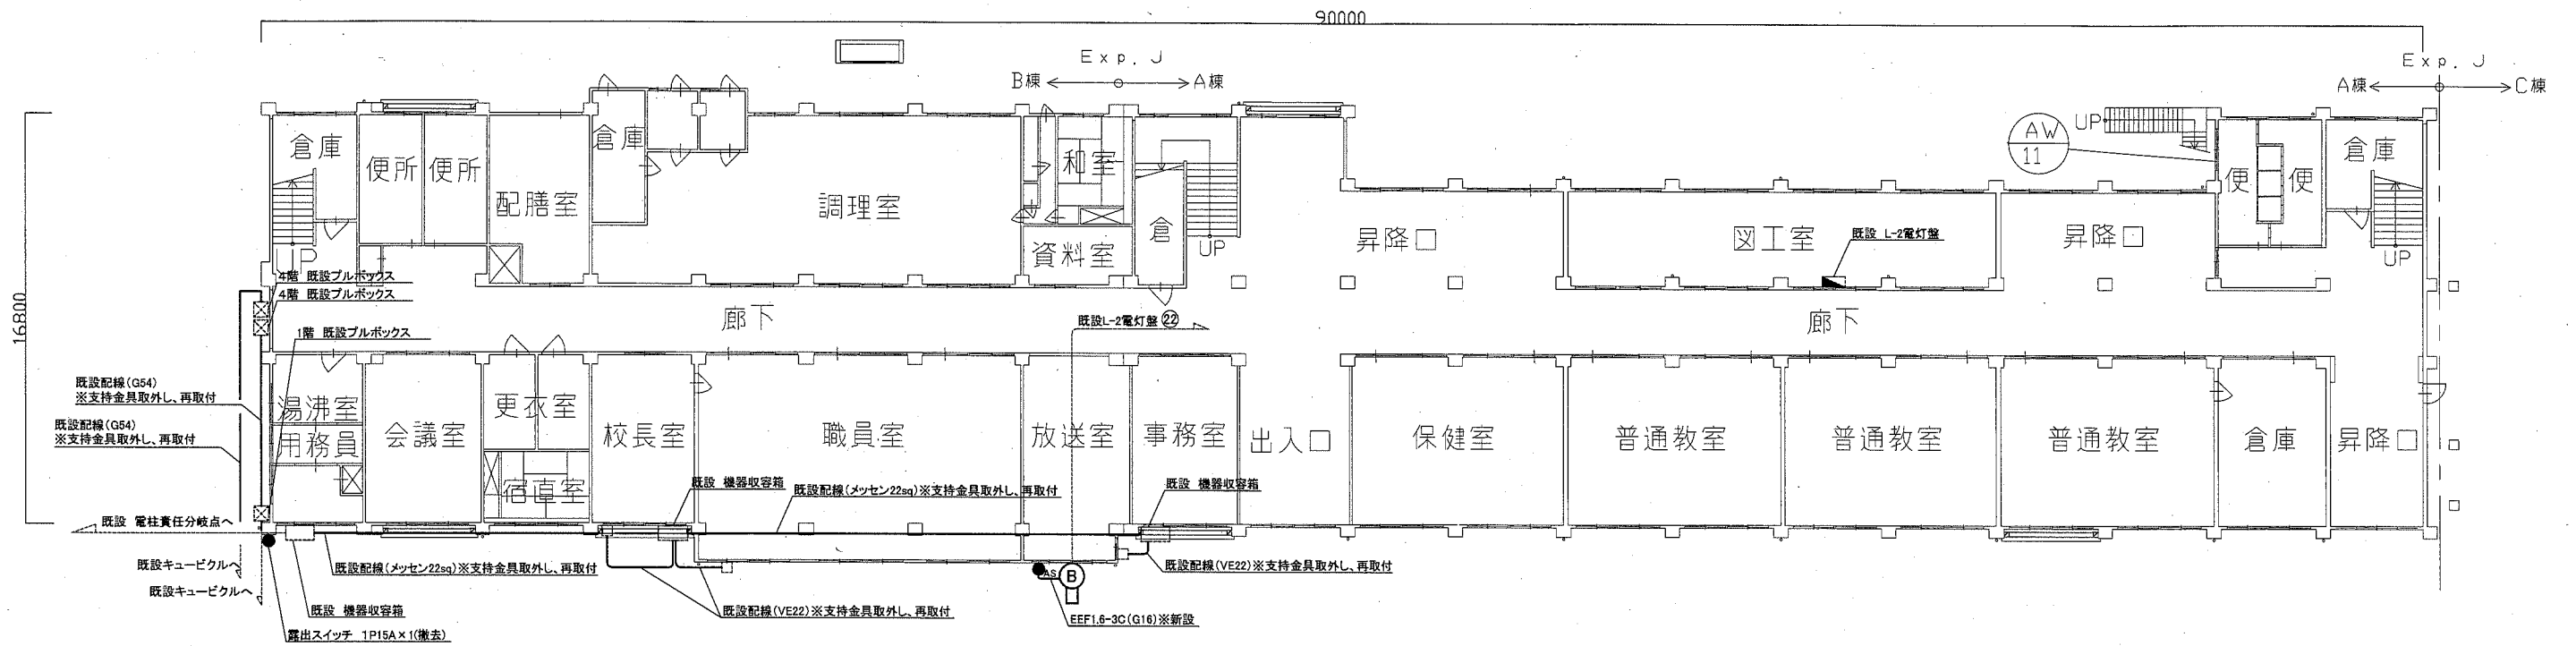 90000
Exp. J
B棟
A棟
Exp. J
A棟
C棟
16800
倉庫
便所
便所
配膳室
倉庫
調理室
和室
資料室
倉
UP
UP
昇降口
図工室
既設 L-2電灯盤
昇降口
AW
11
UP
便
便
倉庫
UP
4階 既設プルボックス
4階 既設プルボックス
1階 既設プルボックス
廊下
既設L-2電灯盤 ㉒
廊下
既設配線(G54)
※支持金具取外し、再取付
既設配線(G54)
※支持金具取外し、再取付
湯沸室
用務員
会議室
更衣室
宿直室
校長室
職員室
放送室
事務室
出入口
保健室
普通教室
普通教室
普通教室
倉庫
昇降口
既設 機器収容箱
既設配線(メッセン22sq)※支持金具取外し、再取付
既設 機器収容箱
既設 電柱責任分岐点へ
既設キュービクルへ
既設キュービクルへ
既設配線(メッセン22sq)※支持金具取外し、再取付
既設 機器収容箱
露出スイッチ 1P15A×1(撤去)
既設配線(VE22)※支持金具取外し、再取付
AS
B
EEF1.6-3C(G16)※新設
既設配線(VE22)※支持金具取外し、再取付